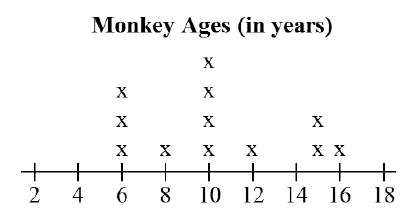 Monkey Ages (in years)
x
x x
x x x
x x x x x x
2 4 6 8 10 12 14 16 18